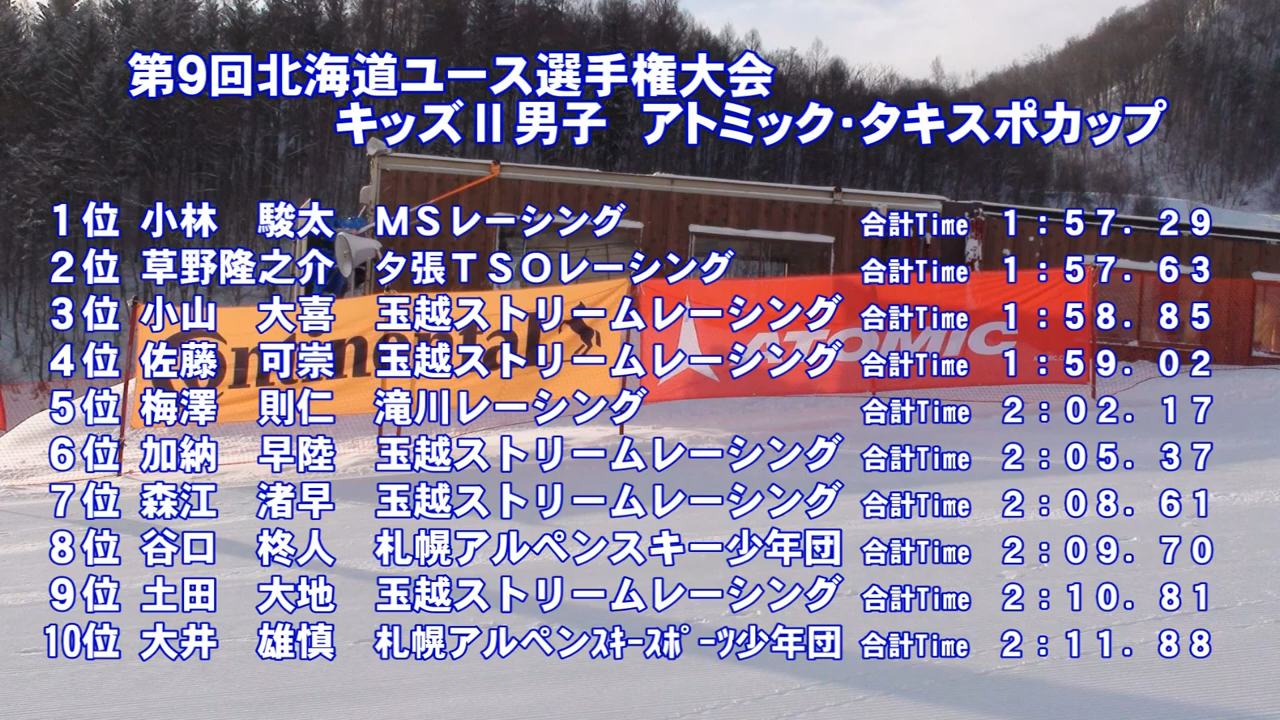 第9回北海道ユース選手権大会
キッズⅡ男子　アトミック・タキスポカップ
１位 小林　駿太　ＭＳレーシング　合計Time　１：５７．２９
２位 草野隆之介　夕張ＴＳＯレーシング　合計Time　１：５７．６３
３位 小山　大喜　玉越ストリームレーシング　合計Time　１：５８．８５
４位 佐藤　可崇　玉越ストリームレーシング　合計Time　１：５９．０２
５位 梅澤　則仁　滝川レーシング　合計Time　２：０２．１７
６位 加納　早陸　玉越ストリームレーシング　合計Time　２：０５．３７
７位 森江　渚早　玉越ストリームレーシング　合計Time　２：０８．６１
８位 谷口　柊人　札幌アルペンスキー少年団　合計Time　２：０９．７０
９位 土田　大地　玉越ストリームレーシング　合計Time　２：１０．８１
10位 大井　雄慎　札幌アルペンｽｷｰｽﾎﾟｰﾂ少年団　合計Time　２：１１．８８
Continental
ATOMIC